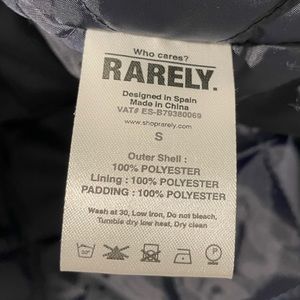 Who cares?
RARELY.
Designed in Spain
Made in China
VAT# ES-B79380069
www.shoprarely.com
S
Outer Shell :
100% POLYESTER
Lining : 100% POLYESTER
PADDING : 100% POLYESTER
Wash at 30, Low Iron, Do not bleach,
Tumble dry low heat, Dry clean